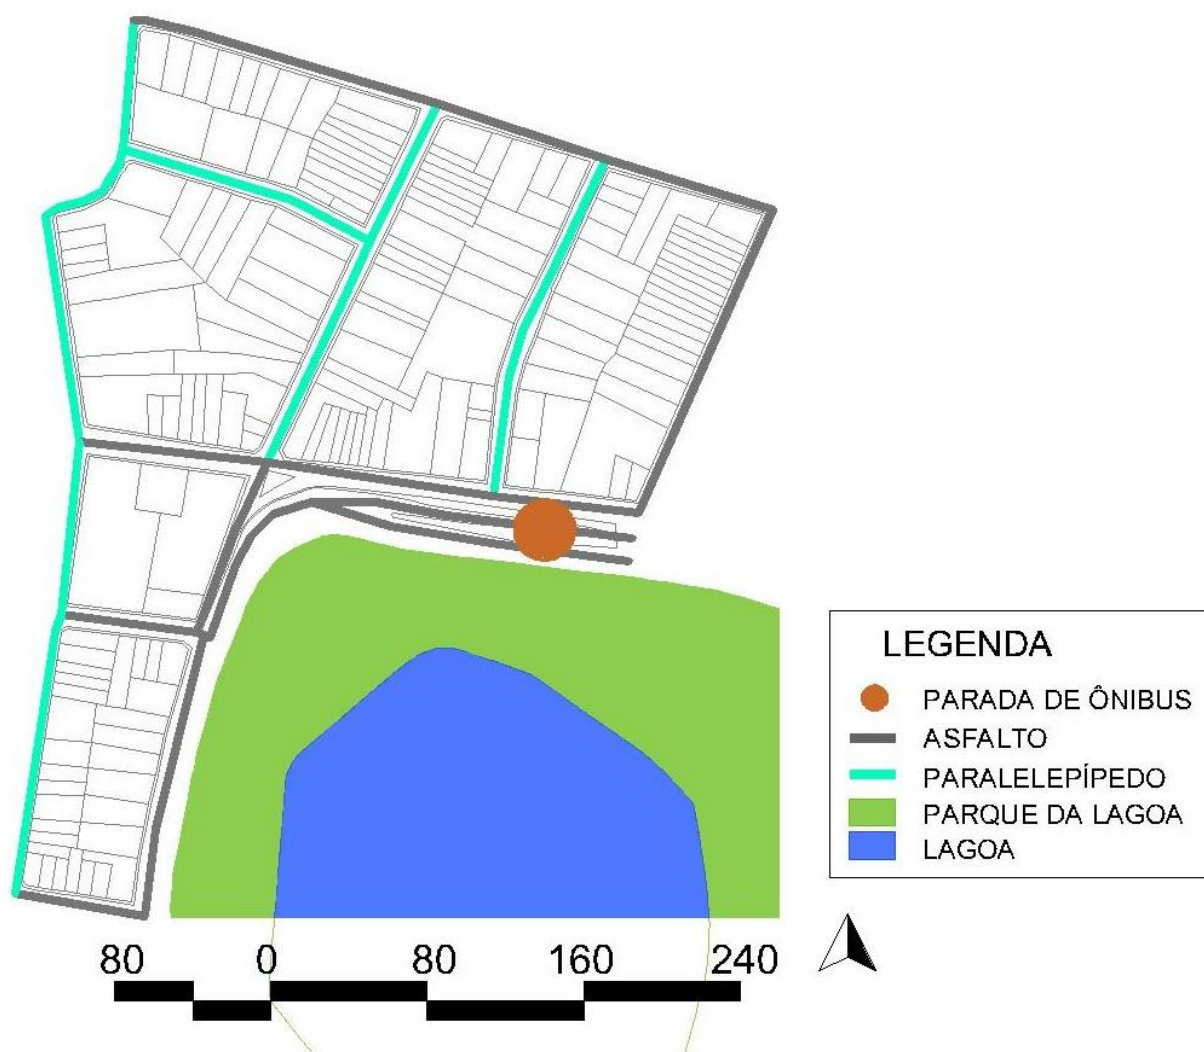 LEGENDA
PARADA DE ÔNIBUS
ASFALTO
PARALELEPÍPEDO
PARQUE DA LAGOA
LAGOA
80 0 80 160 240